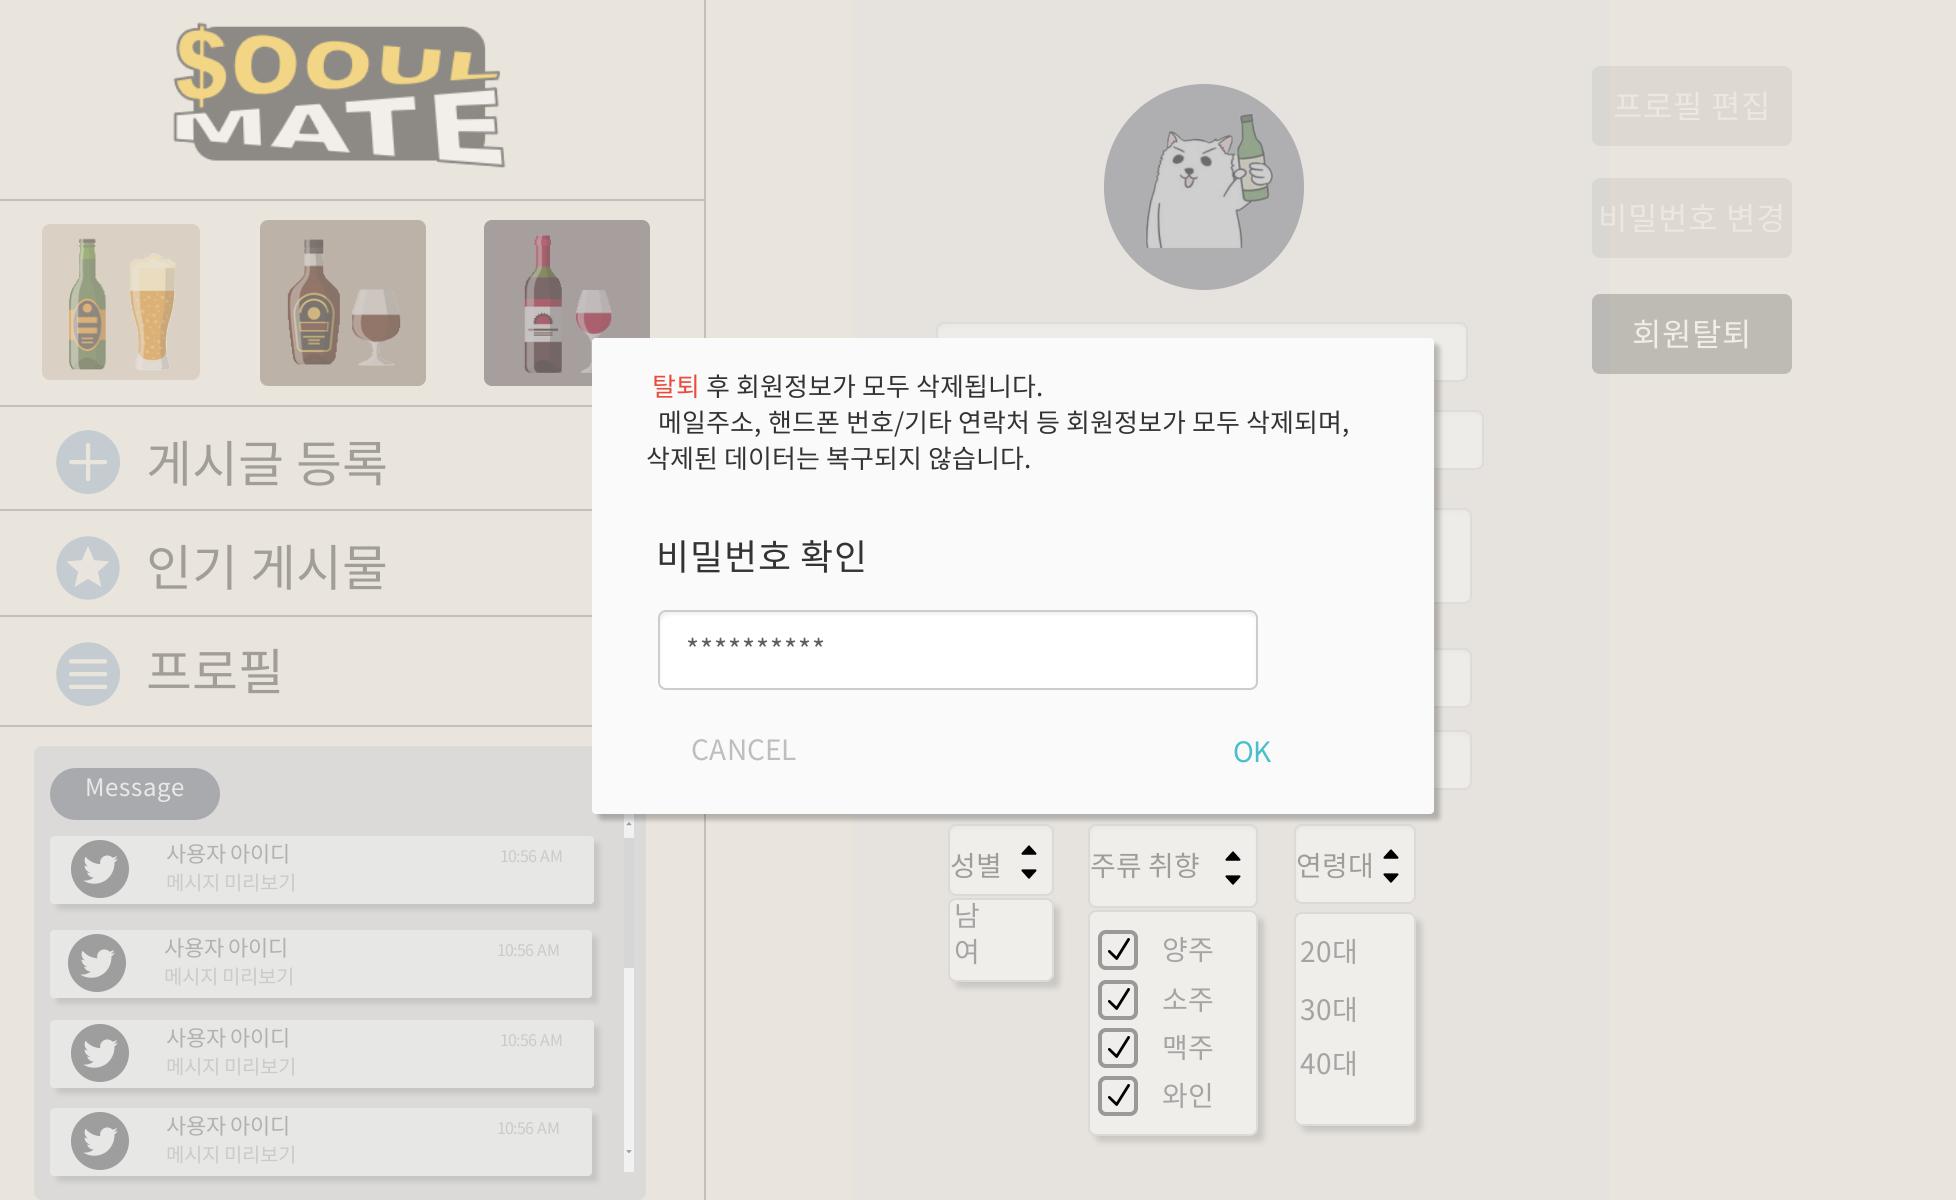 $OOUL
MATE
게시글 등록
인기 게시물
프로필
Message
사용자 아이디
10:56 AM
메시지 미리보기
사용자 아이디
10:56 AM
메시지 미리보기
사용자 아이디
10:56 AM
메시지 미리보기
사용자 아이디
10:56 AM
메시지 미리보기
프로필 편집
비밀번호 변경
회원탈퇴
탈퇴 후 회원정보가 모두 삭제됩니다.
메일주소, 핸드폰 번호/기타 연락처 등 회원정보가 모두 삭제되며,
삭제된 데이터는 복구되지 않습니다.
비밀번호 확인
**********
CANCEL
OK
성별
남
여
주류 취향
양주
소주
맥주
와인
연령대
20대
30대
40대